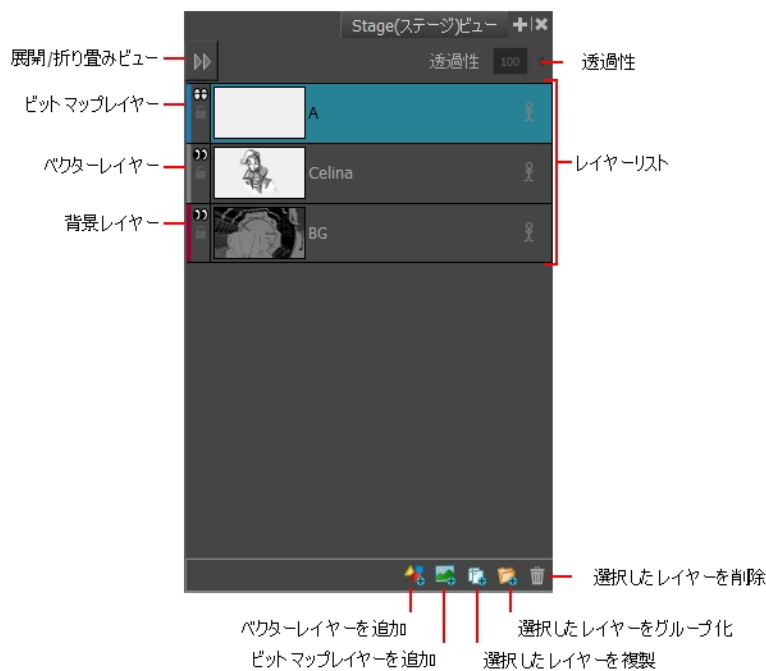 Stage(ステージ)ビュー
展開/折り畳みビュー
透過性 100
透過性
ビットマップレイヤー
A
ベクターレイヤー
Celina
レイヤーリスト
背景レイヤー
BG
選択したレイヤーを削除
ベクターレイヤーを追加
選択したレイヤーをグループ化
ビットマップレイヤーを追加
選択したレイヤーを複製